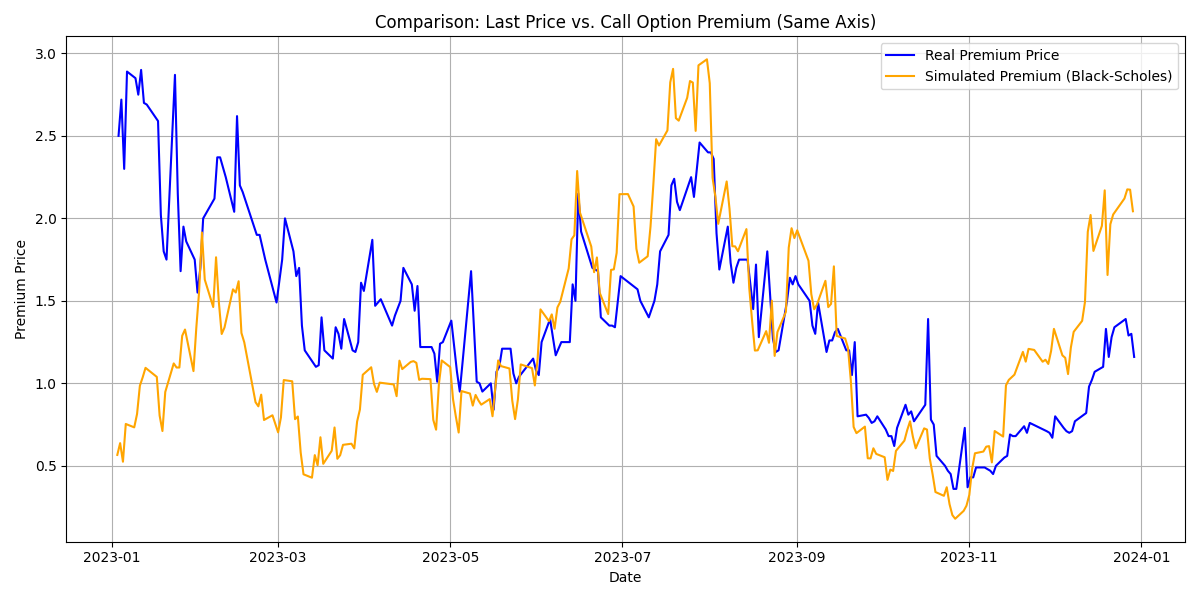 Comparison: Last Price vs. Call Option Premium (Same Axis)
Real Premium Price
Simulated Premium (Black-Scholes)
Premium Price
3.0
2.5
2.0
1.5
1.0
0.5
2023-01
2023-03
2023-05
2023-07
2023-09
2023-11
2024-01
Date